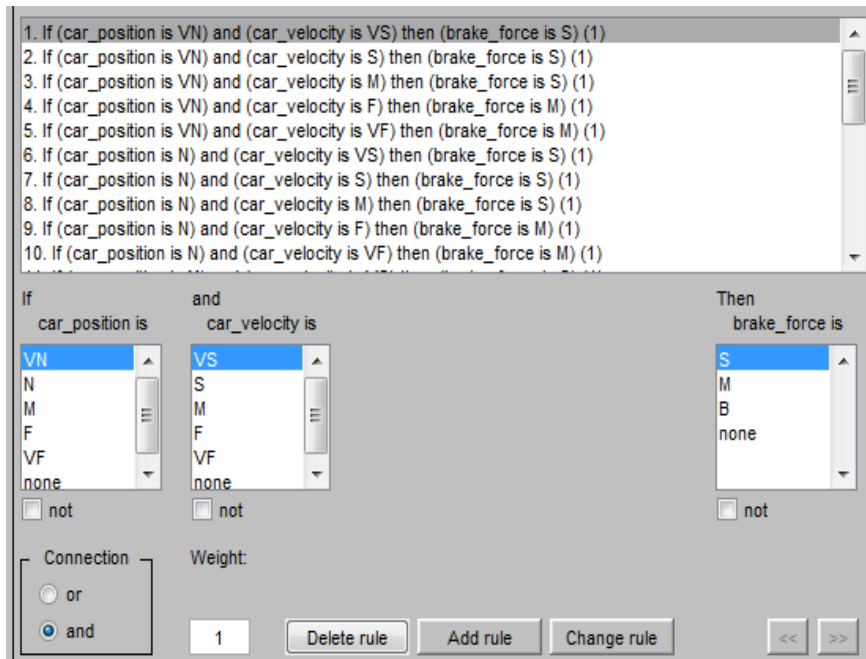 1. If (car_position is VN) and (car_velocity is VS) then (brake_force is S) (1)
2. If (car_position is VN) and (car_velocity is S) then (brake_force is S) (1)
3. If (car_position is VN) and (car_velocity is M) then (brake_force is S) (1)
4. If (car_position is VN) and (car_velocity is F) then (brake_force is M) (1)
5. If (car_position is VN) and (car_velocity is VF) then (brake_force is M) (1)
6. If (car_position is N) and (car_velocity is VS) then (brake_force is S) (1)
7. If (car_position is N) and (car_velocity is S) then (brake_force is S) (1)
8. If (car_position is N) and (car_velocity is M) then (brake_force is S) (1)
9. If (car_position is N) and (car_velocity is F) then (brake_force is M) (1)
10. If (car_position is N) and (car_velocity is VF) then (brake_force is M) (1)
If and Then
car_position is car_velocity is brake_force is
VN VS S
N S M
M M B
F F none
VF VF
none none
not not not
Connection Weight:
or
and 1 Delete rule Add rule Change rule << >>